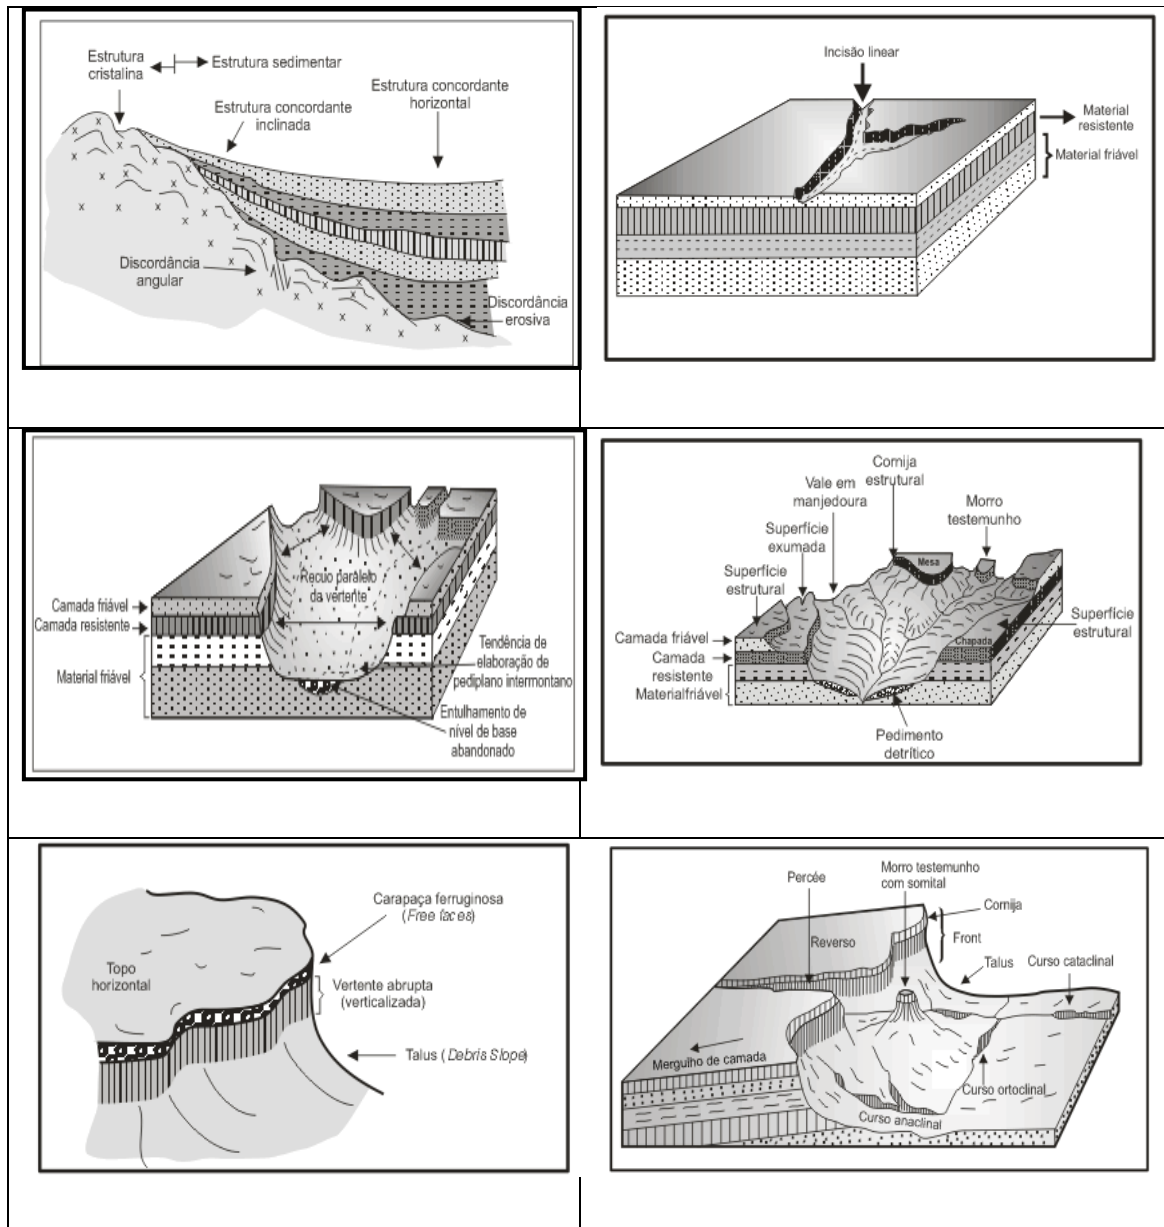 Estrutura
cristalina
Estrutura sedimentar
Estrutura concordante
inclinada
Estrutura concordante
horizontal
Discordância
angular
Discordância
erosiva
Incisão linear
Material
resistente
Material friável
Recuo paralelo
da vertente
Camada friável
Camada resistente
Material friável
Tendência de
elaboração de
pediplano intermontano
Entulhamento de
nível de base
abandonado
Cornija
estrutural
Vale em
manjedoura
Morro
testemunho
Superfície
exumada
Superfície
estrutural
Mesa
Superfície
estrutural
Camada friável
Chapada
Camada
resistente
Materialfriável
Pedimento
detrítico
Carapaça ferruginosa
(Free faces)
Topo
horizontal
Vertente abrupta
(verticalizada)
Talus (Debris Slope)
Morro testemunho
com somital
Percée
Cornija
Reverso
Front
Talus
Curso cataclinal
Mergulho de camada
Curso ortoclinal
Curso anaclinal